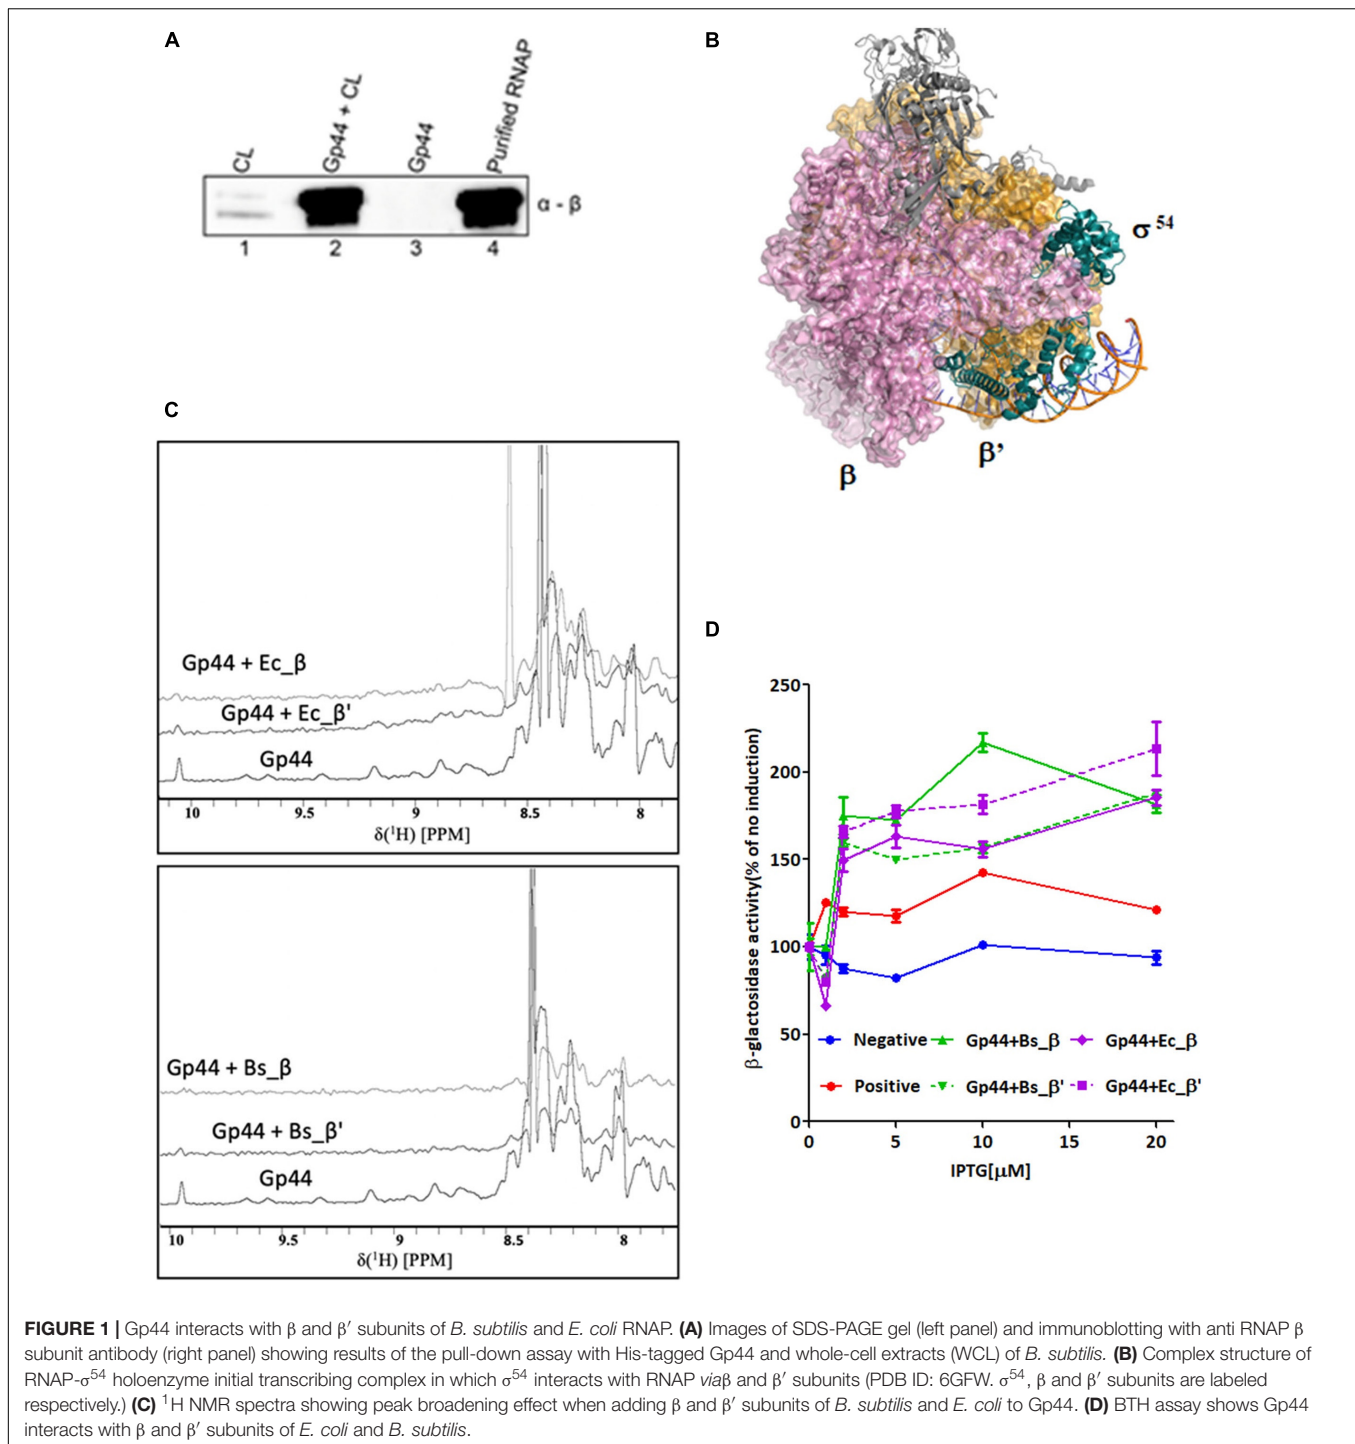 A
CL
Gp44 + CL
Gp44
Purified RNAP
α - β
1 2 3 4
B
σ 54
β'
β
C
Gp44 + Ec_β
Gp44 + Ec_β'
Gp44
10 9.5 9 8.5 8
δ(¹H) [PPM]
Gp44 + Bs_β
Gp44 + Bs_β'
Gp44
10 9.5 9 8.5 8
δ(¹H) [PPM]
D
β-glactosidase activity(% of no induction)
250
200
150
100
50
0
Negative Gp44+Bs_β Gp44+Ec_β
Positive Gp44+Bs_β' Gp44+Ec_β'
0 5 10 15 20
IPTG[μM]
FIGURE 1 | Gp44 interacts with β and β′ subunits of B. subtilis and E. coli RNAP. (A) Images of SDS-PAGE gel (left panel) and immunoblotting with anti RNAP β
subunit antibody (right panel) showing results of the pull-down assay with His-tagged Gp44 and whole-cell extracts (WCL) of B. subtilis. (B) Complex structure of
RNAP-σ⁵⁴ holoenzyme initial transcribing complex in which σ⁵⁴ interacts with RNAP viaβ and β′ subunits (PDB ID: 6GFW. σ⁵⁴, β and β′ subunits are labeled
respectively.) (C) ¹H NMR spectra showing peak broadening effect when adding β and β′ subunits of B. subtilis and E. coli to Gp44. (D) BTH assay shows Gp44
interacts with β and β′ subunits of E. coli and B. subtilis.